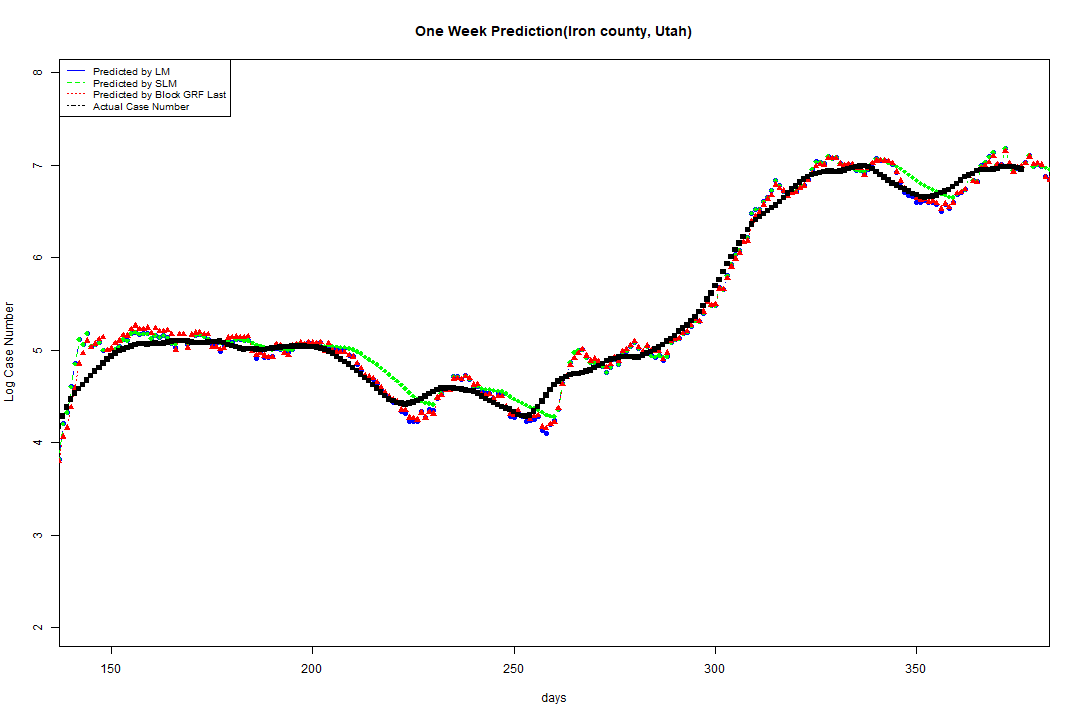 One Week Prediction(Iron county, Utah)
Predicted by LM
Predicted by SLM
Predicted by Block GRF Last
Actual Case Number
8
7
6
5
4
3
2
Log Case Number
150 200 250 300 350
days